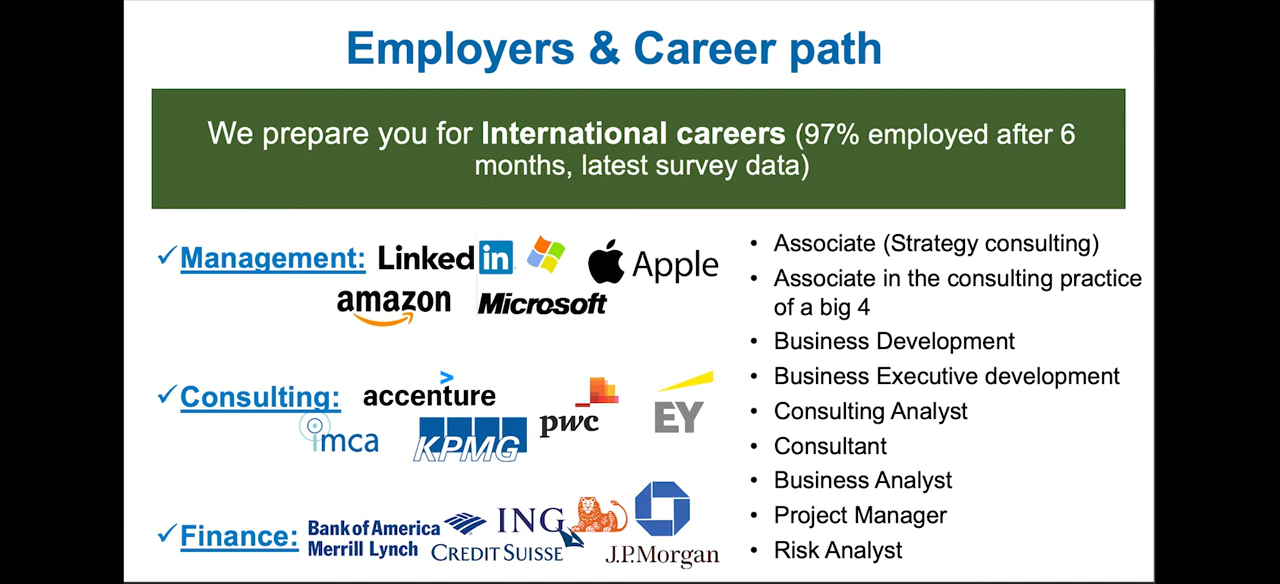 Employers & Career path
We prepare you for International careers (97% employed after 6
months, latest survey data)
✓Management: Linked in Apple
amazon Microsoft
✓Consulting: accenture pwc EY
imca KPMG
✓Finance: Bank of America ING
Merrill Lynch CREDIT SUISSE J.P.Morgan
• Associate (Strategy consulting)
• Associate in the consulting practice
of a big 4
• Business Development
• Business Executive development
• Consulting Analyst
• Consultant
• Business Analyst
• Project Manager
• Risk Analyst